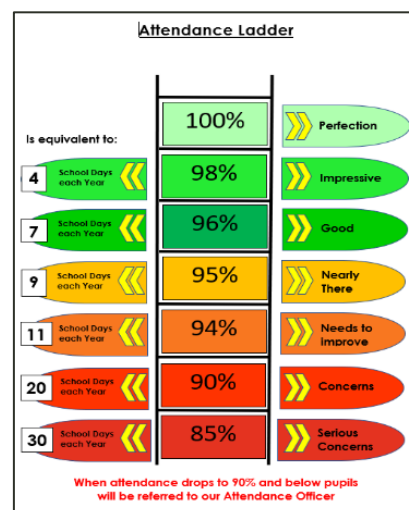 Attendance Ladder
100%
Perfection
Is equivalent to:
4
School Days
each Year
98%
Impressive
7
School Days
each Year
96%
Good
9
School Days
each Year
95%
Nearly
There
11
School Days
each Year
94%
Needs to
improve
20
School Days
each Year
90%
Concerns
30
School Days
each Year
85%
Serious
Concerns
When attendance drops to 90% and below pupils
will be referred to our Attendance Officer